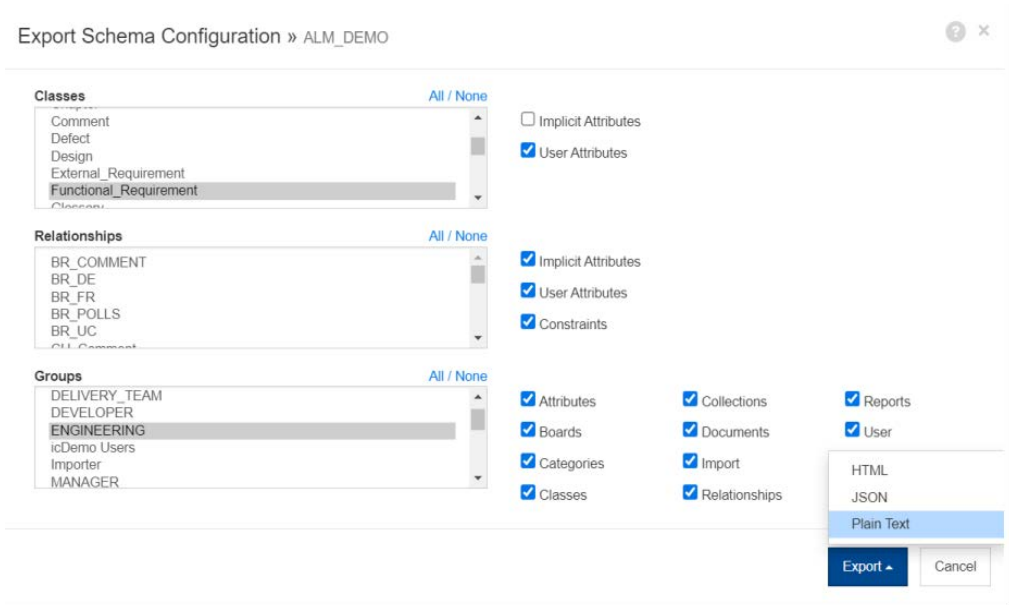 Export Schema Configuration » ALM_DEMO
Classes
All / None
Comment
Defect
Design
External_Requirement
Functional_Requirement
Glossary
Implicit Attributes
User Attributes
Relationships
All / None
BR_COMMENT
BR_DE
BR_FR
BR_POLLS
BR_UC
CH_Comment
Implicit Attributes
User Attributes
Constraints
Groups
All / None
DELIVERY_TEAM
DEVELOPER
ENGINEERING
icDemo Users
Importer
MANAGER
Attributes
Collections
Reports
Boards
Documents
User
Categories
Import
Classes
Relationships
HTML
JSON
Plain Text
Export
Cancel